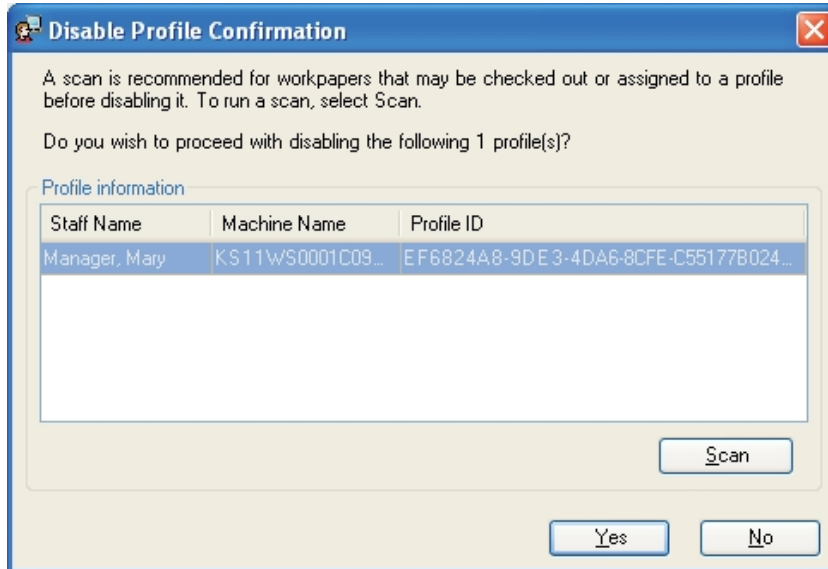 Disable Profile Confirmation
A scan is recommended for workpapers that may be checked out or assigned to a profile
before disabling it. To run a scan, select Scan.
Do you wish to proceed with disabling the following 1 profile(s)?
Profile information
Staff Name Machine Name Profile ID
Manager, Mary KS11WS0001C09... EF6824A8-9DE3-4DA6-8CFE-C55177B024...
Scan
Yes No